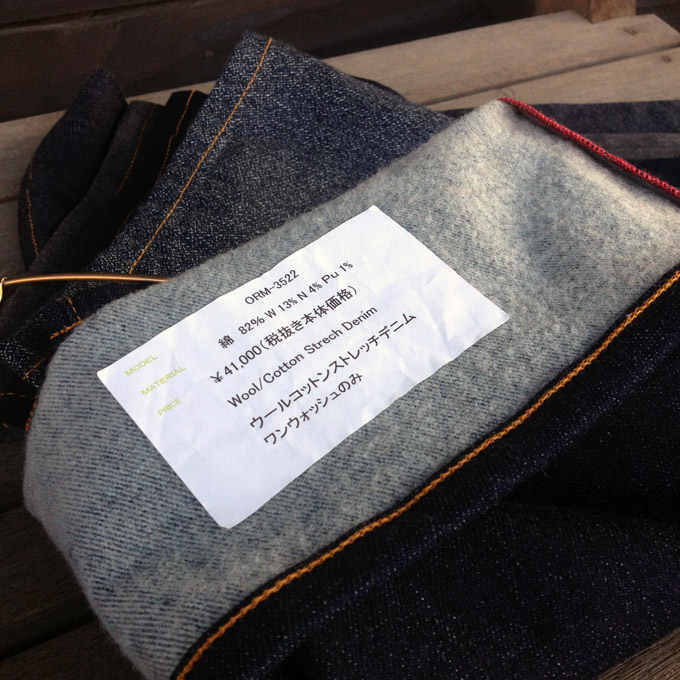 MODEL ORM-3522
MATERIAL 綿 82% W 13% N 4% Pu 1%
PRICE ￥41,000(税抜き本体価格)
Wool/Cotton Strech Denim
ウールコットンストレッチデニム
ワンウォッシュのみ